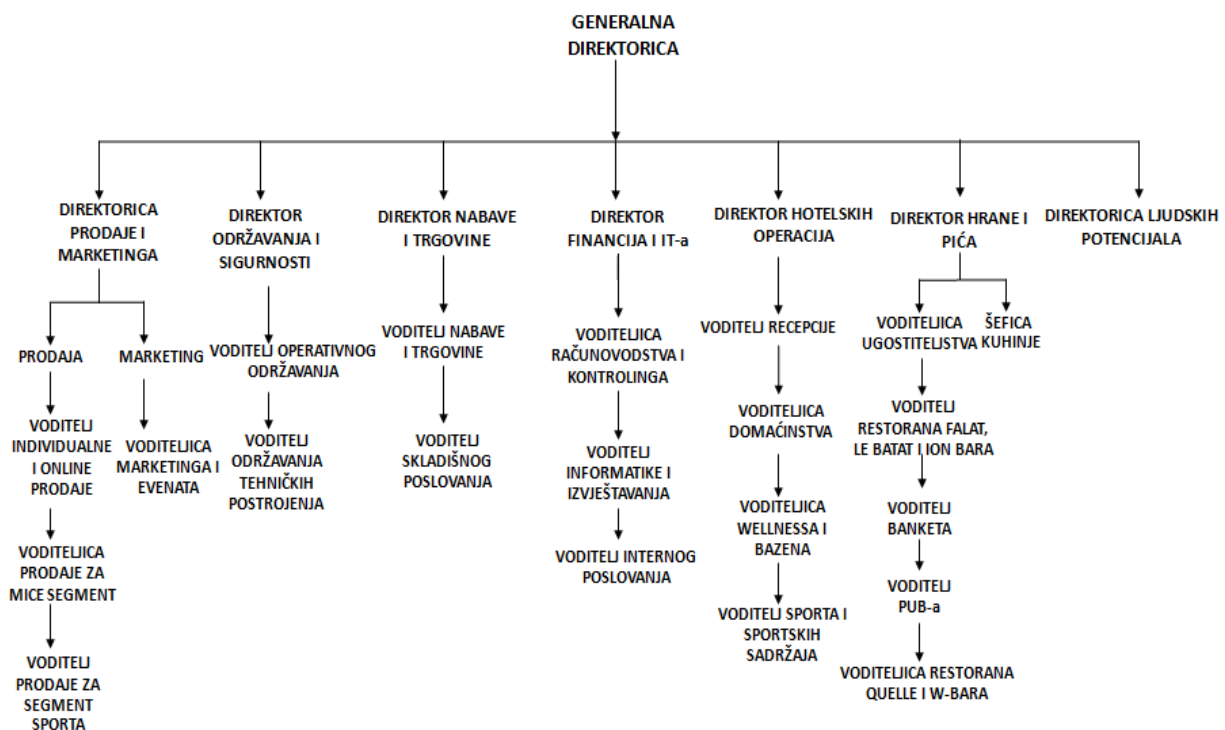 GENERALNA
DIREKTORICA
DIREKTORICA
PRODAJE I
MARKETINGA
DIREKTOR
ODRŽAVANJA I
SIGURNOSTI
DIREKTOR NABAVE
I TRGOVINE
DIREKTOR
FINANCIJA I IT-a
DIREKTOR HOTELSKIH
OPERACIJA
DIREKTOR HRANE I
PIĆA
DIREKTORICA LJUDSKIH
POTENCIJALA
PRODAJA
MARKETING
VODITELJ
INDIVIDUALNE
I ONLINE
PRODAJE
VODITELJICA
MARKETINGA I
EVENATA
VODITELJICA
PRODAJE ZA
MICE SEGMENT
VODITELJ
PRODAJE ZA
SEGMENT
SPORTA
VODITELJ OPERATIVNOG
ODRŽAVANJA
VODITELJ
ODRŽAVANJA
TEHNIČKIH
POSTROJENJA
VODITELJ NABAVE
I TRGOVINE
VODITELJ
SKLADIŠNOG
POSLOVANJA
VODITELJICA
RAČUNOVODSTVA I
KONTROLINGA
VODITELJ
INFORMATIKE I
IZVJEŠTAVANJA
VODITELJ INTERNOG
POSLOVANJA
VODITELJ RECEPCIJE
VODITELJICA
DOMAĆINSTVA
VODITELJICA
WELLNESSA I
BAZENA
VODITELJ SPORTA I
SPORTSKIH
SADRŽAJA
VODITELJICA
UGOSTITELJSTVA
ŠEFICA
KUHINJE
VODITELJ
RESTORANA FALAT,
LE BATAT I ION BARA
VODITELJ
BANKETA
VODITELJ
PUB-a
VODITELJICA RESTORANA
QUELLE I W-BARA